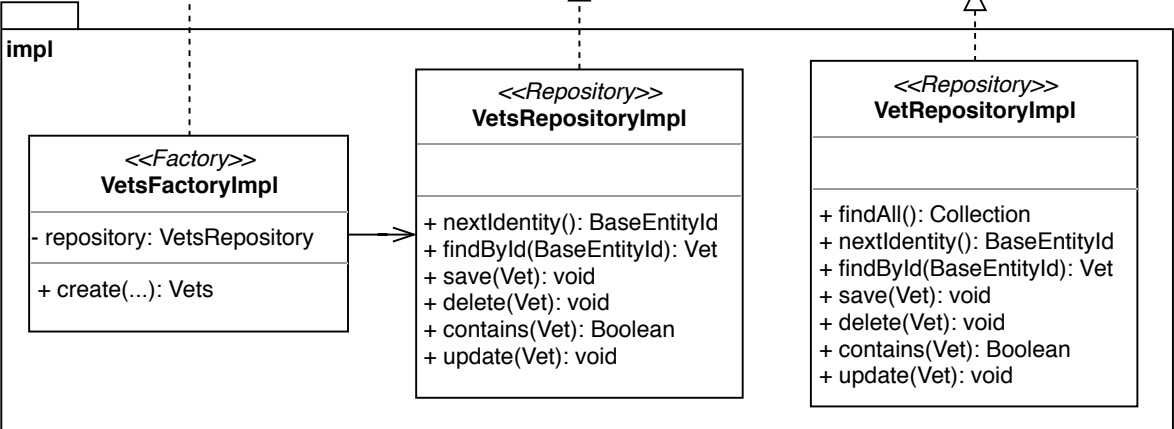 impl
<<Factory>>
VetsFactoryImpl
- repository: VetsRepository
+ create(...): Vets
<<Repository>>
VetsRepositoryImpl
+ nextIdentity(): BaseEntityId
+ findById(BaseEntityId): Vet
+ save(Vet): void
+ delete(Vet): void
+ contains(Vet): Boolean
+ update(Vet): void
<<Repository>>
VetRepositoryImpl
+ findAll(): Collection
+ nextIdentity(): BaseEntityId
+ findById(BaseEntityId): Vet
+ save(Vet): void
+ delete(Vet): void
+ contains(Vet): Boolean
+ update(Vet): void